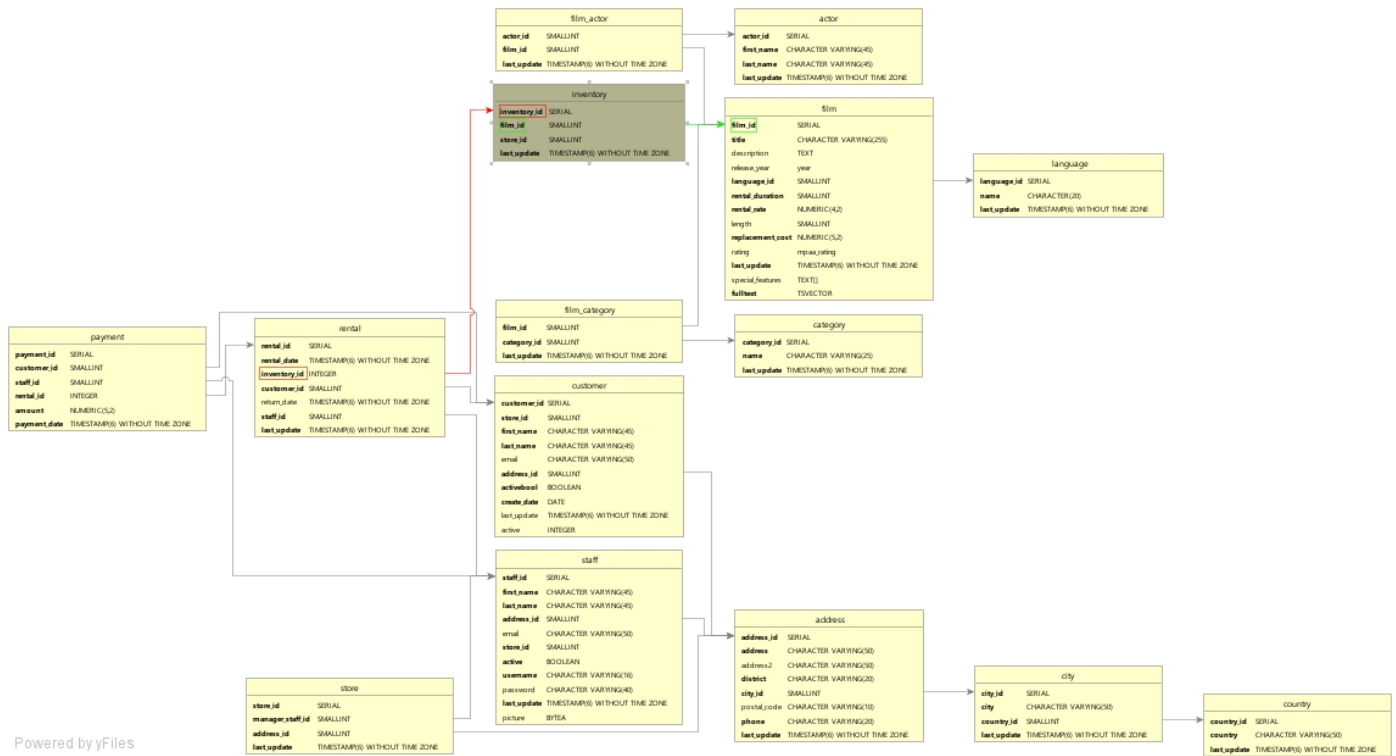 film_actor
actor_id SMALLINT
film_id SMALLINT
last_update TIMESTAMP(6) WITHOUT TIME ZONE
actor
actor_id SERIAL
first_name CHARACTER VARYING(45)
last_name CHARACTER VARYING(45)
last_update TIMESTAMP(6) WITHOUT TIME ZONE
inventory
inventory_id SERIAL
film_id SMALLINT
store_id SMALLINT
last_update TIMESTAMP(6) WITHOUT TIME ZONE
film
film_id SERIAL
title CHARACTER VARYING(255)
description TEXT
release_year year
language_id SMALLINT
rental_duration SMALLINT
rental_rate NUMERIC(4,2)
length SMALLINT
replacement_cost NUMERIC(5,2)
rating mpaa_rating
last_update TIMESTAMP(6) WITHOUT TIME ZONE
special_features TEXT[]
fulltext TSVECTOR
language
language_id SERIAL
name CHARACTER(20)
last_update TIMESTAMP(6) WITHOUT TIME ZONE
film_category
film_id SMALLINT
category_id SMALLINT
last_update TIMESTAMP(6) WITHOUT TIME ZONE
category
category_id SERIAL
name CHARACTER VARYING(25)
last_update TIMESTAMP(6) WITHOUT TIME ZONE
payment
payment_id SERIAL
customer_id SMALLINT
staff_id SMALLINT
rental_id INTEGER
amount NUMERIC(5,2)
payment_date TIMESTAMP(6) WITHOUT TIME ZONE
rental
rental_id SERIAL
rental_date TIMESTAMP(6) WITHOUT TIME ZONE
inventory_id INTEGER
customer_id SMALLINT
return_date TIMESTAMP(6) WITHOUT TIME ZONE
staff_id SMALLINT
last_update TIMESTAMP(6) WITHOUT TIME ZONE
customer
customer_id SERIAL
store_id SMALLINT
first_name CHARACTER VARYING(45)
last_name CHARACTER VARYING(45)
email CHARACTER VARYING(50)
address_id SMALLINT
activebool BOOLEAN
create_date DATE
last_update TIMESTAMP(6) WITHOUT TIME ZONE
active INTEGER
staff
staff_id SERIAL
first_name CHARACTER VARYING(45)
last_name CHARACTER VARYING(45)
address_id SMALLINT
email CHARACTER VARYING(50)
store_id SMALLINT
active BOOLEAN
username CHARACTER VARYING(16)
password CHARACTER VARYING(40)
last_update TIMESTAMP(6) WITHOUT TIME ZONE
picture BYTEA
address
address_id SERIAL
address CHARACTER VARYING(50)
address2 CHARACTER VARYING(50)
district CHARACTER VARYING(20)
city_id SMALLINT
postal_code CHARACTER VARYING(10)
phone CHARACTER VARYING(20)
last_update TIMESTAMP(6) WITHOUT TIME ZONE
store
store_id SERIAL
manager_staff_id SMALLINT
address_id SMALLINT
last_update TIMESTAMP(6) WITHOUT TIME ZONE
city
city_id SERIAL
city CHARACTER VARYING(50)
country_id SMALLINT
last_update TIMESTAMP(6) WITHOUT TIME ZONE
country
country_id SERIAL
country CHARACTER VARYING(50)
last_update TIMESTAMP(6) WITHOUT TIME ZONE
Powered by yFiles